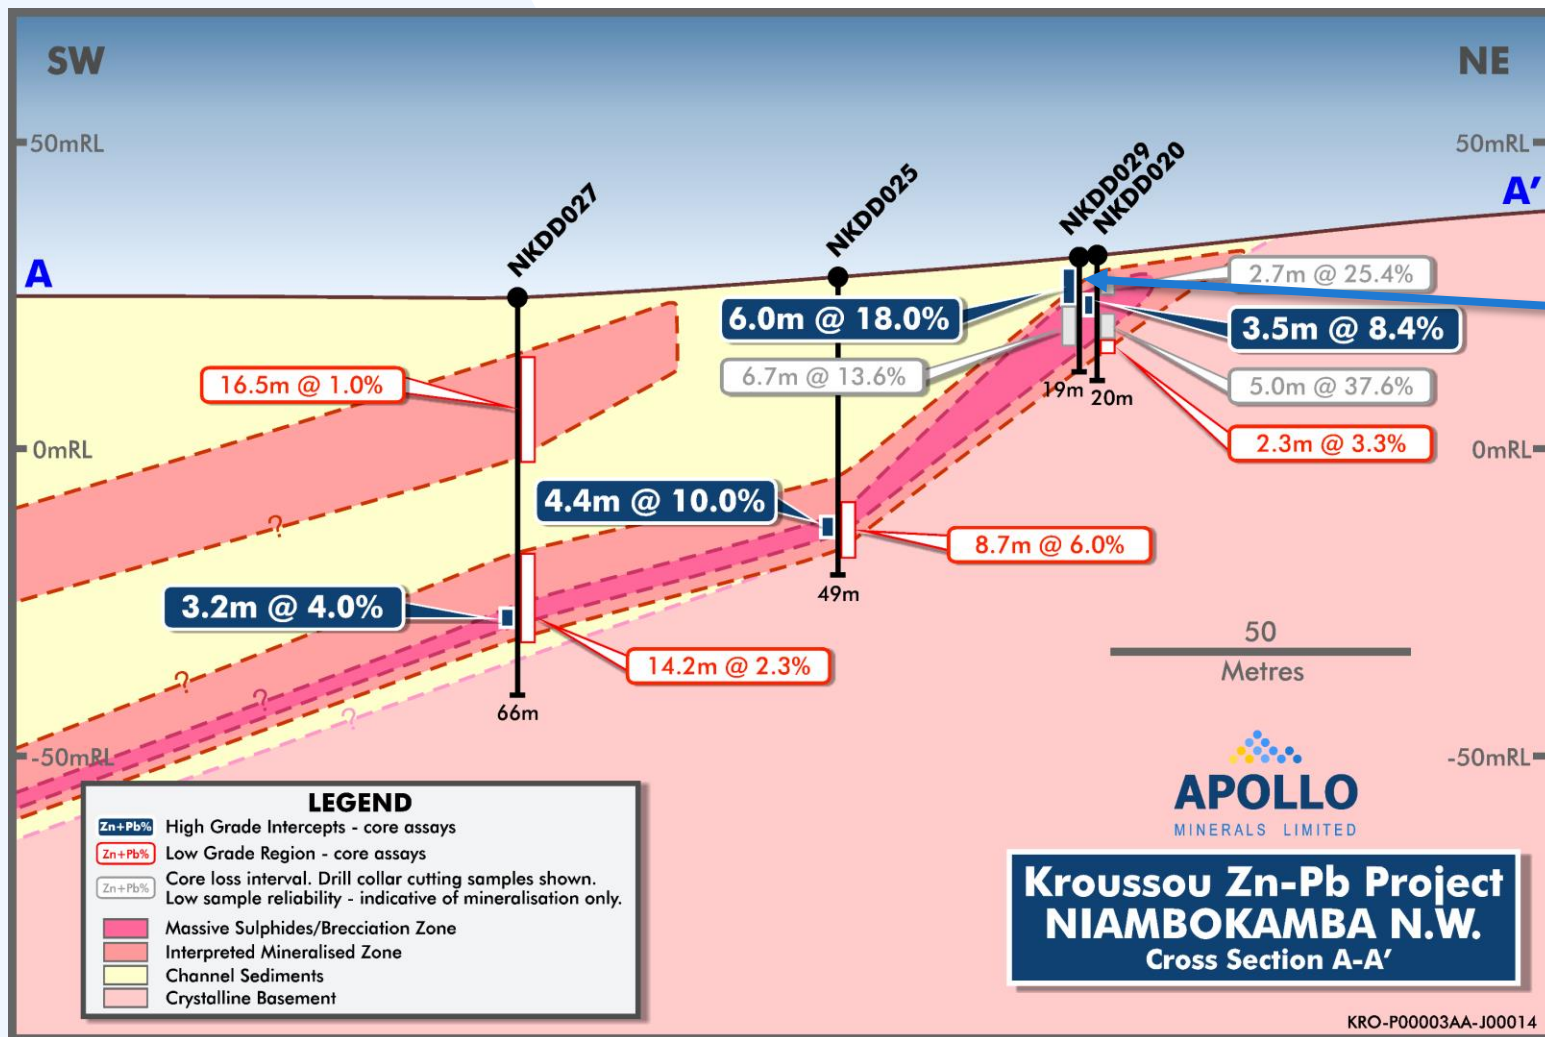 SW
NE
50mRL
50mRL
A
A'
NKDD027
NKDD025
NKDD029
NKDD020
2.7m @ 25.4%
6.0m @ 18.0%
3.5m @ 8.4%
16.5m @ 1.0%
6.7m @ 13.6%
19m
20m
5.0m @ 37.6%
0mRL
0mRL
2.3m @ 3.3%
4.4m @ 10.0%
?
8.7m @ 6.0%
49m
3.2m @ 4.0%
50
Metres
14.2m @ 2.3%
?
?
?
66m
-50mRL
-50mRL
APOLLO
MINERALS LIMITED
LEGEND
Zn+Pb% High Grade Intercepts - core assays
Zn+Pb% Low Grade Region - core assays
Zn+Pb% Core loss interval. Drill collar cutting samples shown.
Low sample reliability - indicative of mineralisation only.
Massive Sulphides/Brecciation Zone
Interpreted Mineralised Zone
Channel Sediments
Crystalline Basement
Kroussou Zn-Pb Project
NIAMBOKAMBA N.W.
Cross Section A-A'
KRO-P00003AA-J00014